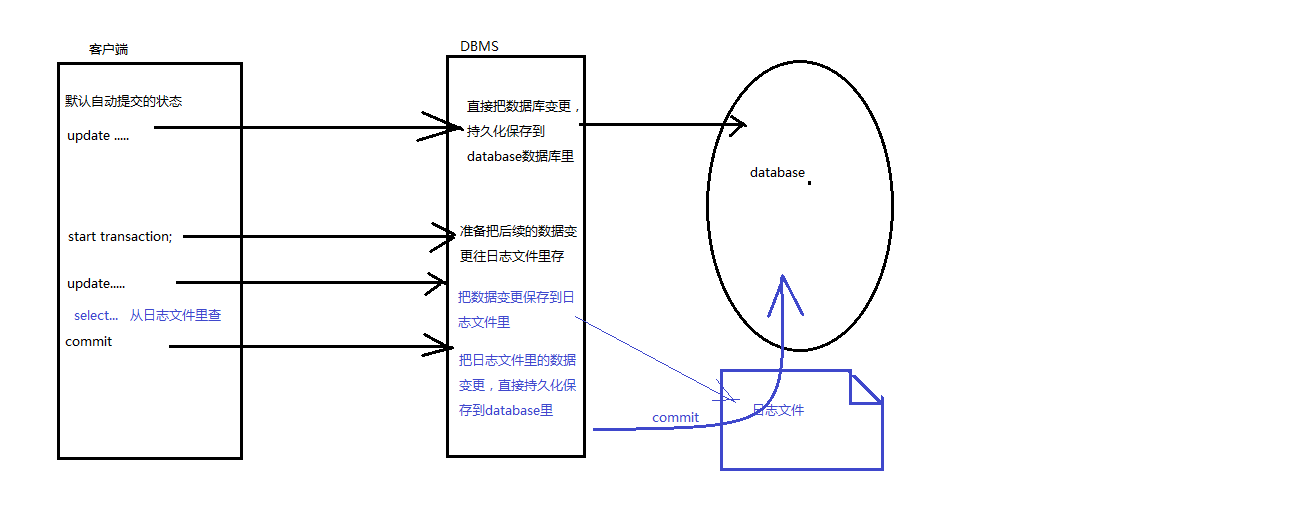 客户端
默认自动提交的状态
update .....
start transaction;
update.....
select... 从日志文件里查
commit
DBMS
直接把数据库变更，
持久化保存到
database数据库里
准备把后续的数据变
更往日志文件里存
把数据变更保存到日
志文件里
把日志文件里的数据
变更，直接持久化保
存到database里
database
commit
日志文件